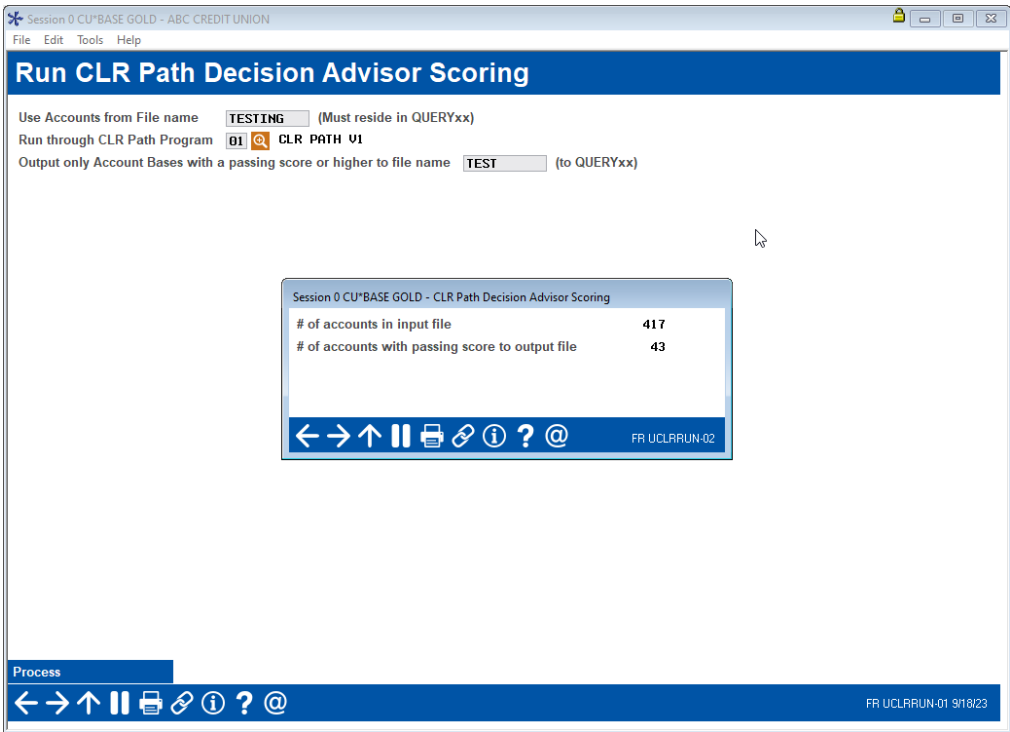 Session 0 CU*BASE GOLD - ABC CREDIT UNION
File Edit Tools Help
Run CLR Path Decision Advisor Scoring
Use Accounts from File name TESTING (Must reside in QUERYxx)
Run through CLR Path Program 01 CLR PATH V1
Output only Account Bases with a passing score or higher to file name TEST (to QUERYxx)
Session 0 CU*BASE GOLD - CLR Path Decision Advisor Scoring
# of accounts in input file 417
# of accounts with passing score to output file 43
FR UCLRRUN-02
Process
FR UCLRRUN-01 9/18/23